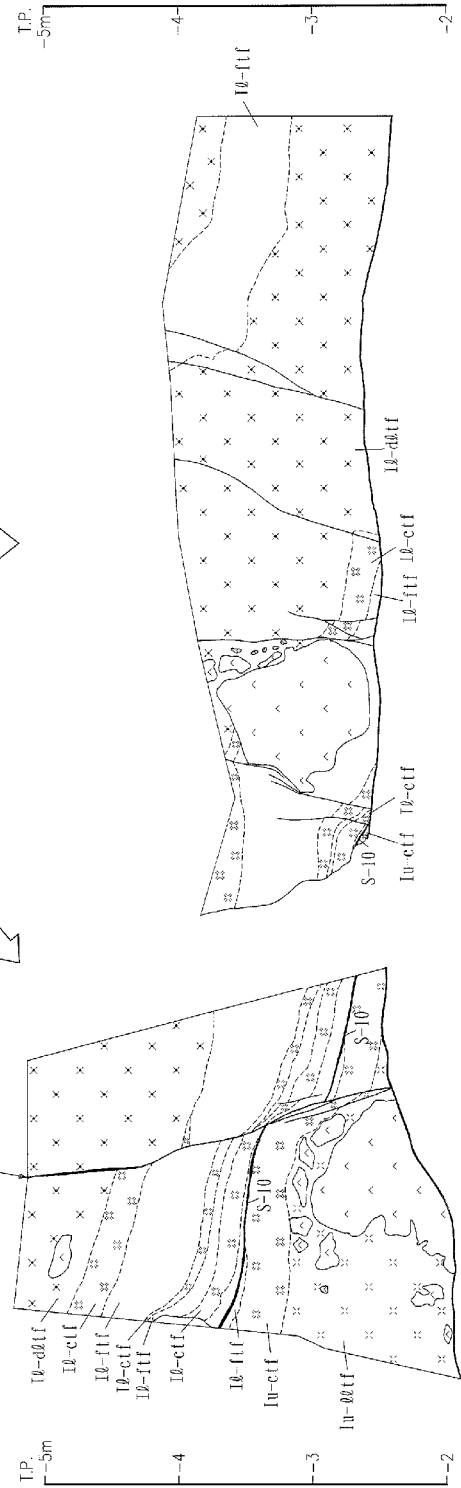 T.P.
-5m
-4
-3
-2
Iℓ-dℓtf
Iℓ-ctf
Iℓ-ftf
Iℓ-ctf
Iℓ-ftf
Iℓ-ctf
Iℓ-ftf
Iu-ctf
Iu-ℓℓtf
S-10
S-10
S-10
Iu-ctf
Iℓ-ctf
Iℓ-ftf
Iℓ-ctf
Iℓ-dℓtf
Iℓ-ftf
T.P.
-5m
-4
-3
-2